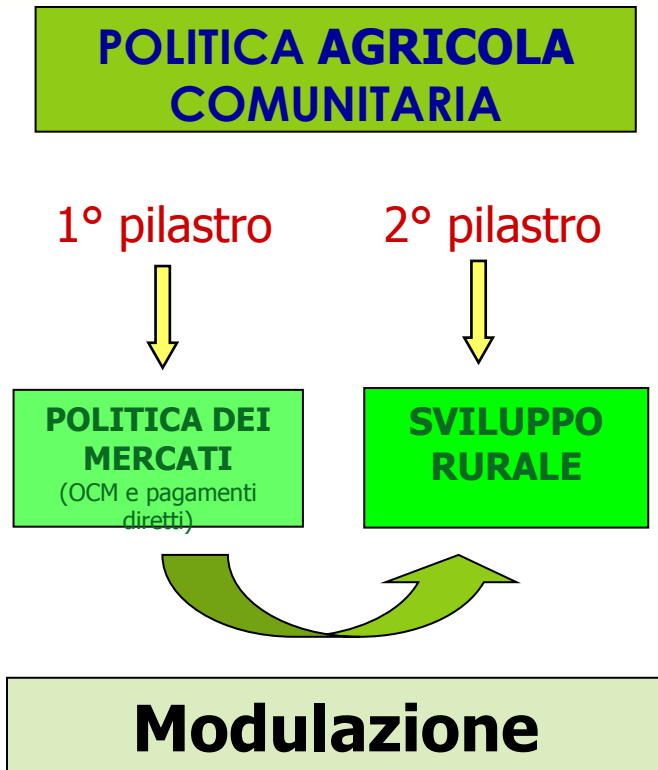 POLITICA AGRICOLA
COMUNITARIA
1° pilastro 2° pilastro
POLITICA DEI
MERCATI
(OCM e pagamenti
diretti)
SVILUPPO
RURALE
Modulazione